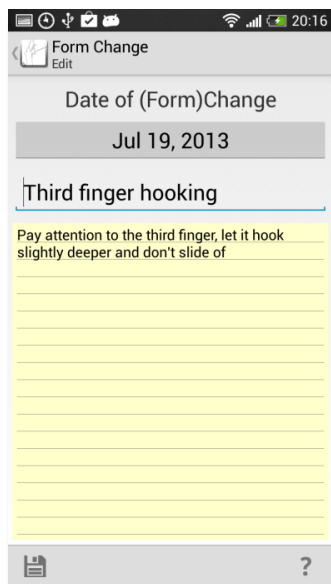 20:16
Form Change
Edit
Date of (Form)Change
Jul 19, 2013
Third finger hooking
Pay attention to the third finger, let it hook
slightly deeper and don't slide of
?